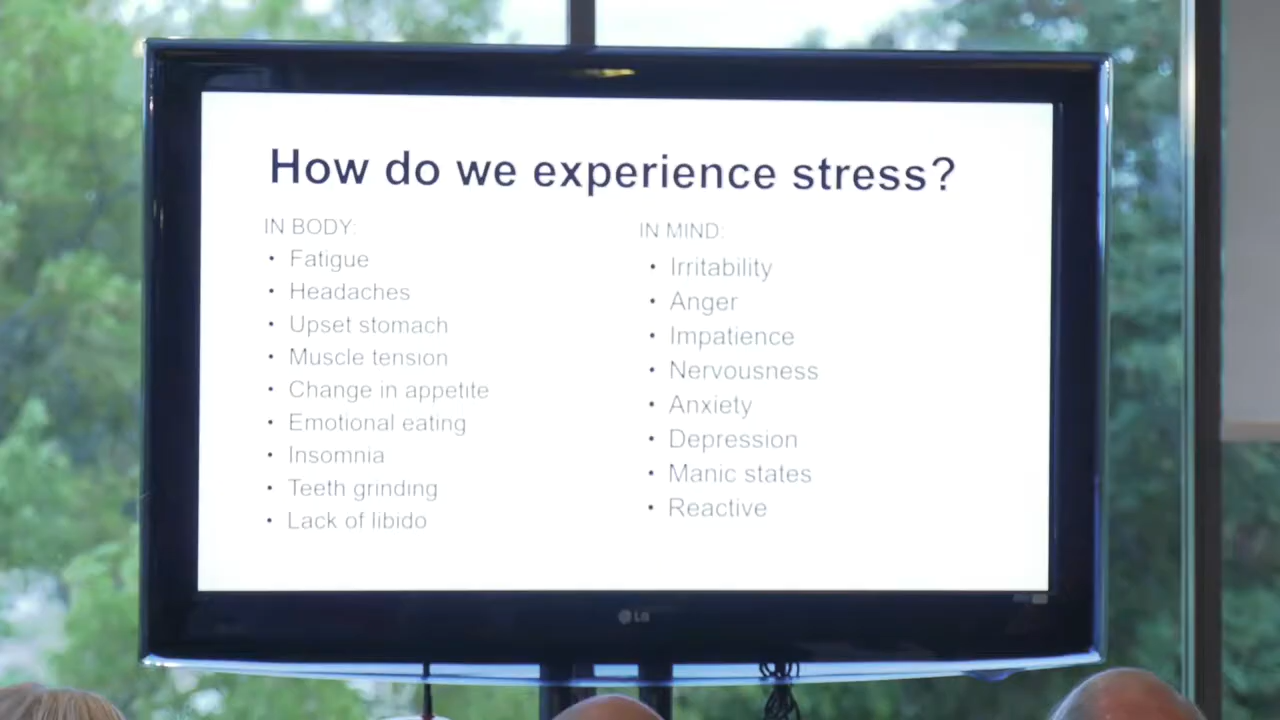 How do we experience stress?
IN BODY:
• Fatigue
• Headaches
• Upset stomach
• Muscle tension
• Change in appetite
• Emotional eating
• Insomnia
• Teeth grinding
• Lack of libido
IN MIND:
• Irritability
• Anger
• Impatience
• Nervousness
• Anxiety
• Depression
• Manic states
• Reactive
LG